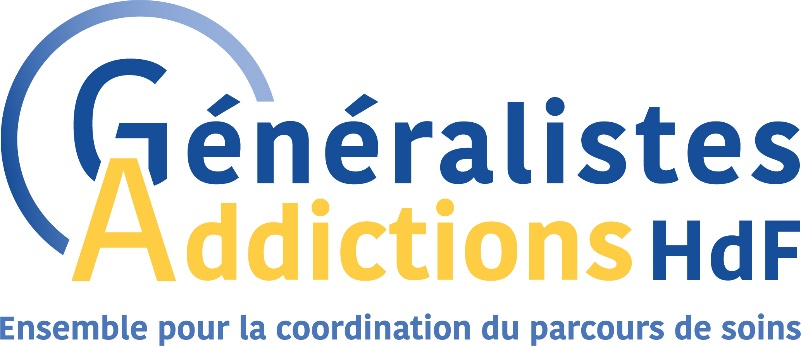 Généralistes
Addictions HdF
Ensemble pour la coordination du parcours de soins